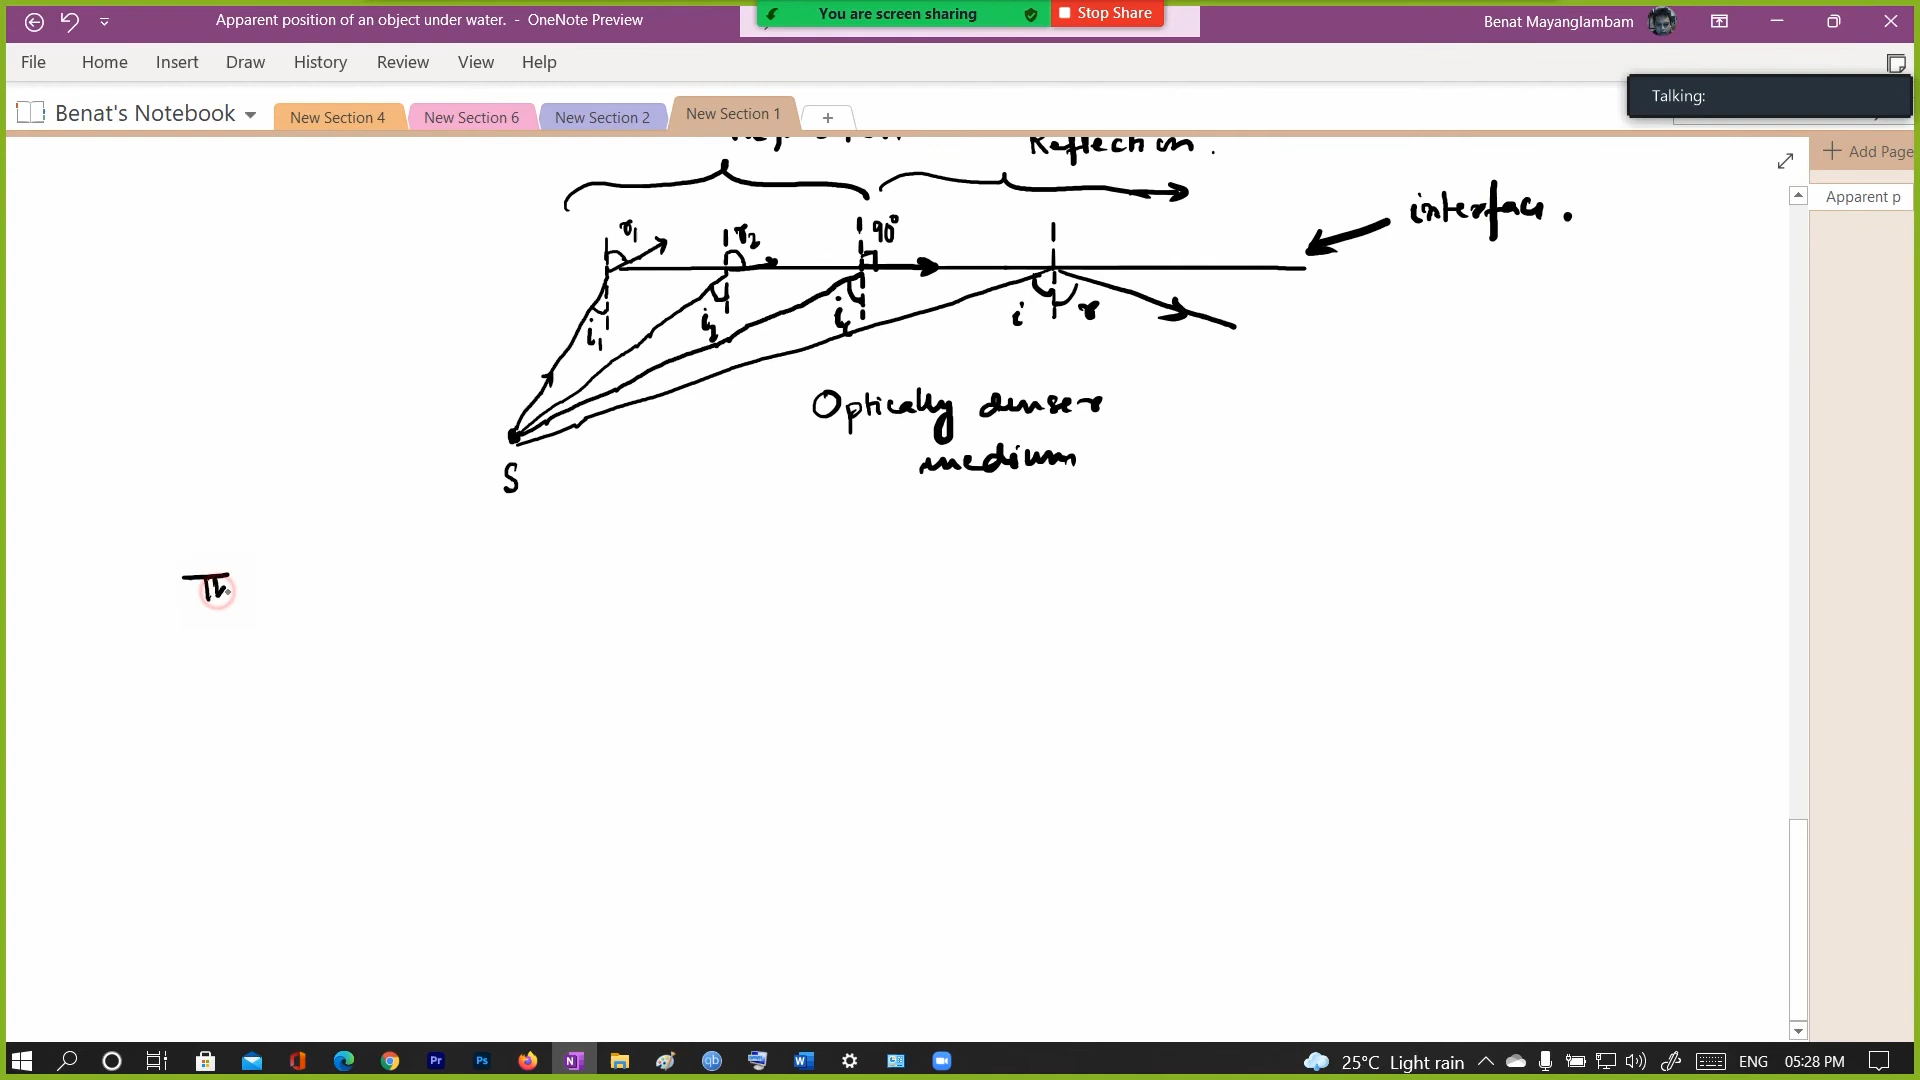 Apparent position of an object under water. - OneNote Preview
You are screen sharing
Stop Share
Benat Mayanglambam
File Home Insert Draw History Review View Help
Talking:
Benat's Notebook
New Section 4
New Section 6
New Section 2
New Section 1
+
Add Page
Apparent p
Reflection.
interface.
r1
r2
90°
i1
i2
ic
i
r
Optically denser
medium
S
Th
25°C Light rain
ENG
05:28 PM